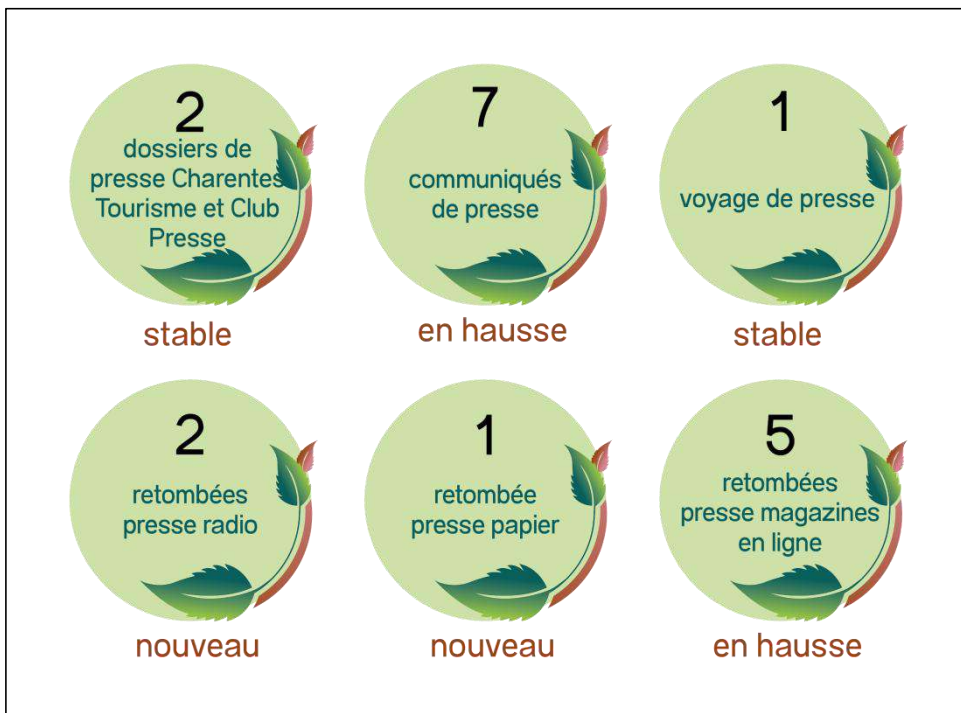 2
dossiers de
presse Charentes
Tourisme et Club
Presse
stable
7
communiqués
de presse
en hausse
1
voyage de presse
stable
2
retombées
presse radio
nouveau
1
retombée
presse papier
nouveau
5
retombées
presse magazines
en ligne
en hausse